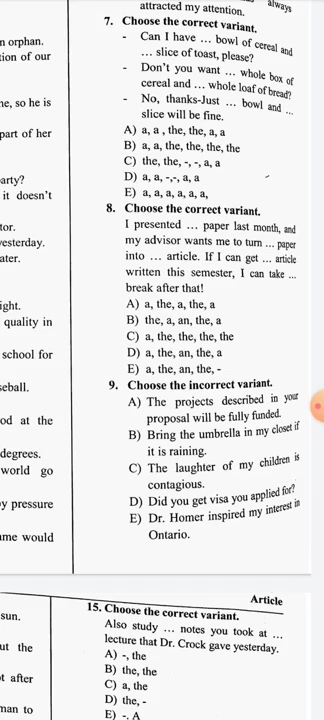 attracted my attention.
always
7. Choose the correct variant.
- Can I have ... bowl of cereal and
... slice of toast, please?
- Don't you want ... whole box of
cereal and ... whole loaf of bread?
- No, thanks-Just ... bowl and ...
slice will be fine.
A) a, a , the, the, a, a
B) a, a, the, the, the, the
C) the, the, -, -, a, a
D) a, a, -,-, a, a
E) a, a, a, a, a, a,
8. Choose the correct variant.
I presented ... paper last month, and
my advisor wants me to turn ... paper
into ... article. If I can get ... article
written this semester, I can take ...
break after that!
A) a, the, a, the, a
B) the, a, an, the, a
C) a, the, the, the, the
D) a, the, an, the, a
E) a, the, an, the, -
9. Choose the incorrect variant.
A) The projects described in your
proposal will be fully funded.
B) Bring the umbrella in my closet if
it is raining.
C) The laughter of my children is
contagious.
D) Did you get visa you applied for?
E) Dr. Homer inspired my interest in
Ontario.
n orphan.
tion of our
he, so he is
part of her
arty?
it doesn't
tor.
yesterday.
ater.
ight.
quality in
school for
seball.
od at the
degrees.
world go
y pressure
ame would
Article
15. Choose the correct variant.
Also study ... notes you took at ...
lecture that Dr. Crock gave yesterday.
A) -, the
B) the, the
C) a, the
D) the, -
E) -, A
sun.
ut the
t after
man to